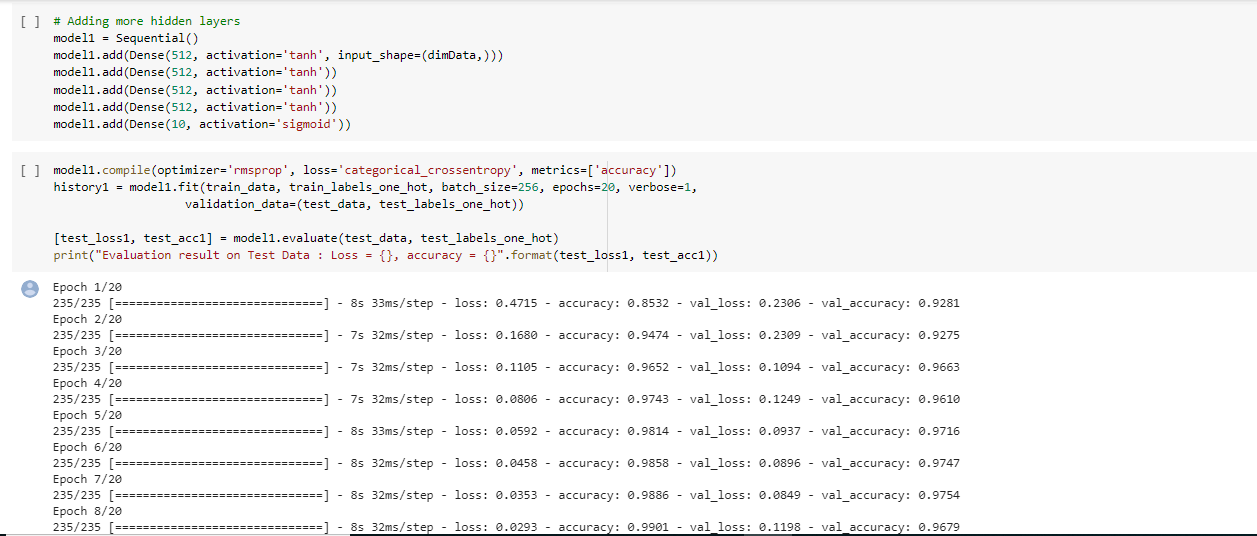 [ ] # Adding more hidden layers
model1 = Sequential()
model1.add(Dense(512, activation='tanh', input_shape=(dimData,)))
model1.add(Dense(512, activation='tanh'))
model1.add(Dense(512, activation='tanh'))
model1.add(Dense(512, activation='tanh'))
model1.add(Dense(10, activation='sigmoid'))
[ ] model1.compile(optimizer='rmsprop', loss='categorical_crossentropy', metrics=['accuracy'])
history1 = model1.fit(train_data, train_labels_one_hot, batch_size=256, epochs=20, verbose=1,
validation_data=(test_data, test_labels_one_hot))
[test_loss1, test_acc1] = model1.evaluate(test_data, test_labels_one_hot)
print("Evaluation result on Test Data : Loss = {}, accuracy = {}".format(test_loss1, test_acc1))
Epoch 1/20
235/235 [==============================] - 8s 33ms/step - loss: 0.4715 - accuracy: 0.8532 - val_loss: 0.2306 - val_accuracy: 0.9281
Epoch 2/20
235/235 [==============================] - 7s 32ms/step - loss: 0.1680 - accuracy: 0.9474 - val_loss: 0.2309 - val_accuracy: 0.9275
Epoch 3/20
235/235 [==============================] - 7s 32ms/step - loss: 0.1105 - accuracy: 0.9652 - val_loss: 0.1094 - val_accuracy: 0.9663
Epoch 4/20
235/235 [==============================] - 7s 32ms/step - loss: 0.0806 - accuracy: 0.9743 - val_loss: 0.1249 - val_accuracy: 0.9610
Epoch 5/20
235/235 [==============================] - 8s 33ms/step - loss: 0.0592 - accuracy: 0.9814 - val_loss: 0.0937 - val_accuracy: 0.9716
Epoch 6/20
235/235 [==============================] - 8s 32ms/step - loss: 0.0458 - accuracy: 0.9858 - val_loss: 0.0896 - val_accuracy: 0.9747
Epoch 7/20
235/235 [==============================] - 8s 32ms/step - loss: 0.0353 - accuracy: 0.9886 - val_loss: 0.0849 - val_accuracy: 0.9754
Epoch 8/20
235/235 [==============================] - 8s 32ms/step - loss: 0.0293 - accuracy: 0.9901 - val_loss: 0.1198 - val_accuracy: 0.9679